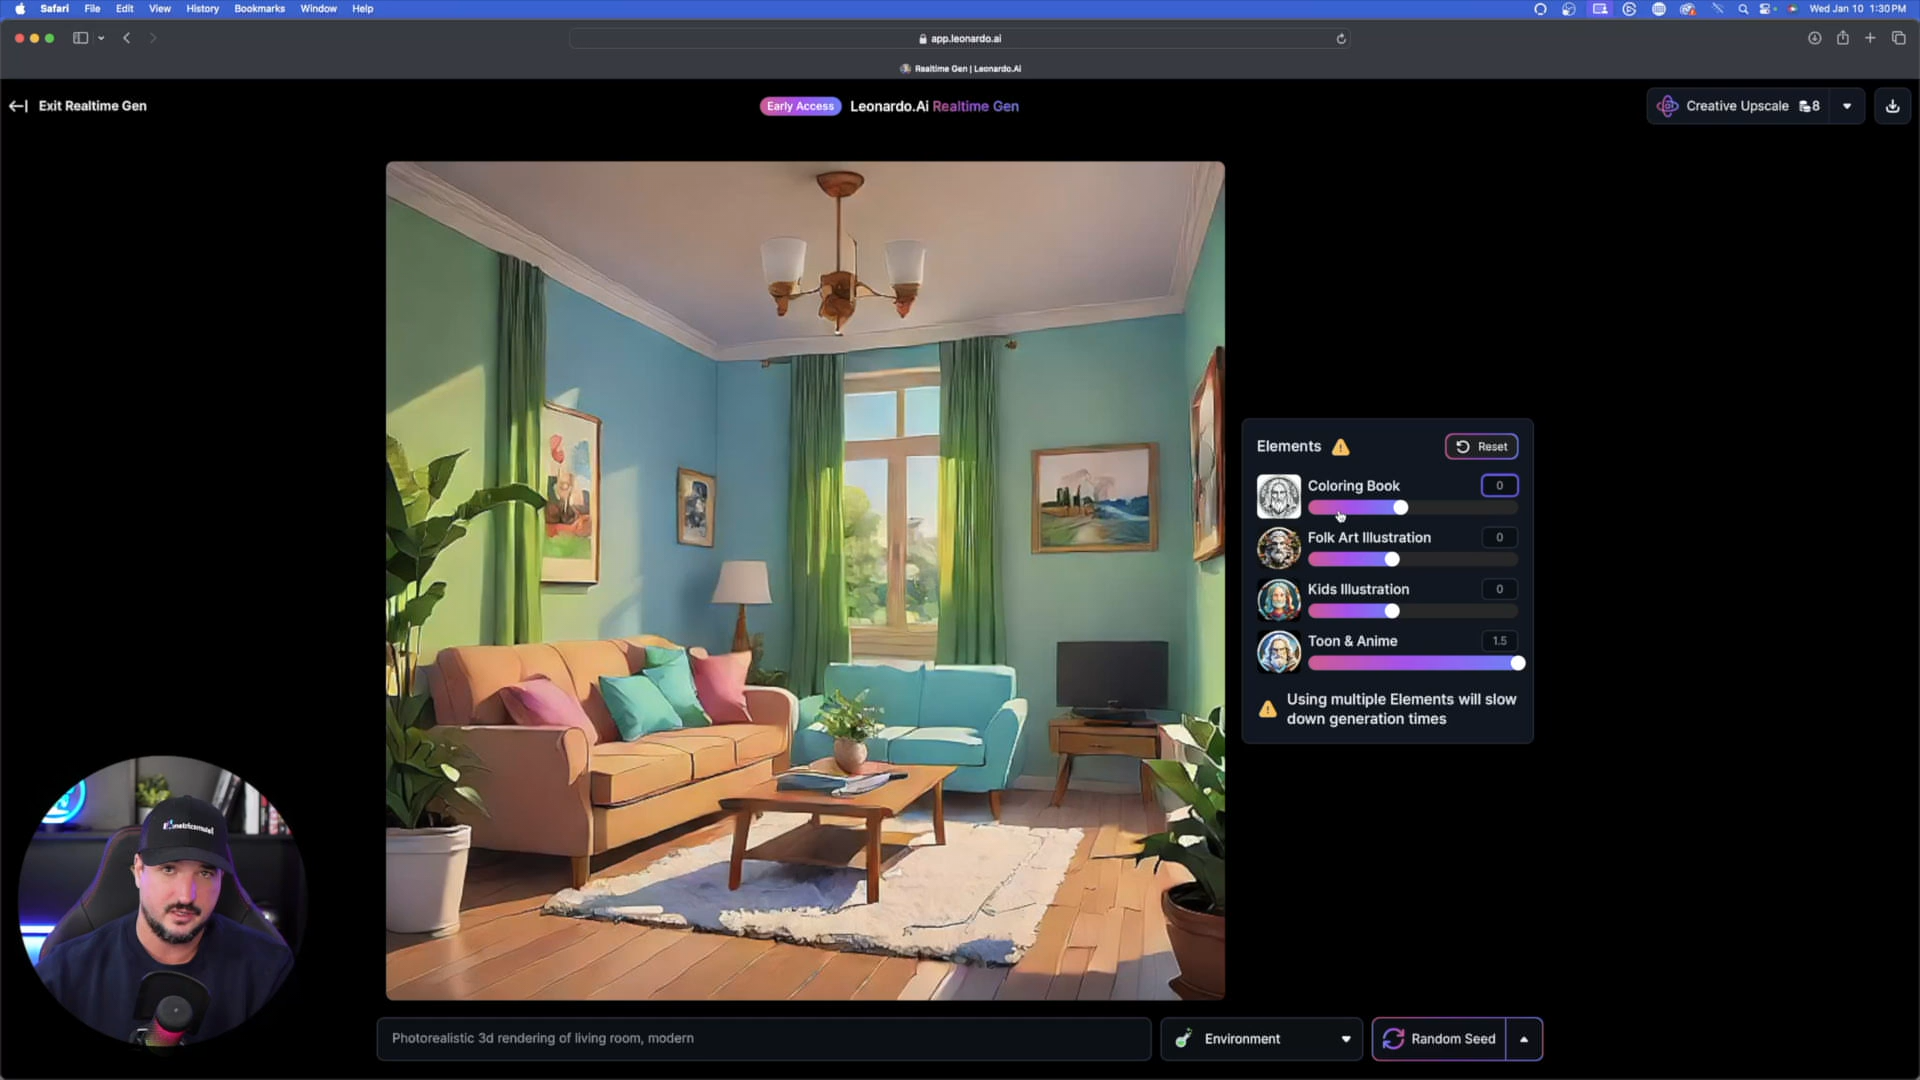 Safari File Edit View History Bookmarks Window Help
Wed Jan 10 1:30 PM
app.leonardo.ai
Realtime Gen | Leonardo.Ai
Exit Realtime Gen
Early Access Leonardo.Ai Realtime Gen
Creative Upscale 8
Elements Reset
Coloring Book 0
Folk Art Illustration 0
Kids Illustration 0
Toon & Anime 1.5
Using multiple Elements will slow
down generation times
Photorealistic 3d rendering of living room, modern
Environment
Random Seed